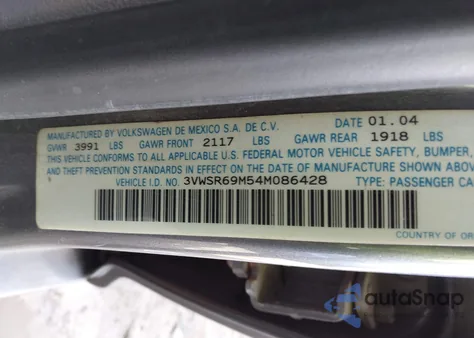 MANUFACTURED BY VOLKSWAGEN DE MEXICO S.A. DE C.V. DATE 01.04
GVWR 3991 LBS GAWR FRONT 2117 LBS GAWR REAR 1918 LBS
THIS VEHICLE CONFORMS TO ALL APPLICABLE U.S. FEDERAL MOTOR VEHICLE SAFETY, BUMPER,
& THEFT PREVENTION STANDARDS IN EFFECT ON THE DATE OF MANUFACTURE SHOWN ABOVE
VEHICLE I.D. NO. 3VWSR69M54M086428 TYPE: PASSENGER CA
COUNTRY OF OR
autoSnap